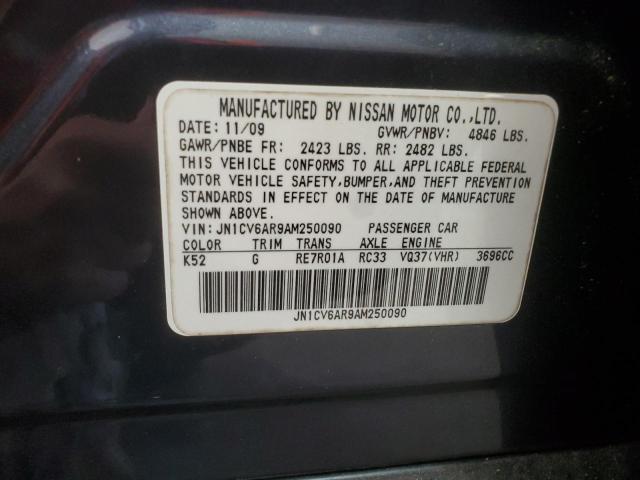 MANUFACTURED BY NISSAN MOTOR CO.,LTD.
DATE: 11/09 GVWR/PNBV: 4846 LBS.
GAWR/PNBE FR: 2423 LBS. RR: 2482 LBS.
THIS VEHICLE CONFORMS TO ALL APPLICABLE FEDERAL
MOTOR VEHICLE SAFETY,BUMPER,AND THEFT PREVENTION
STANDARDS IN EFFECT ON THE DATE OF MANUFACTURE
SHOWN ABOVE.
VIN: JN1CV6AR9AM250090 PASSENGER CAR
COLOR TRIM TRANS AXLE ENGINE
K52 G RE7R01A RC33 VQ37(VHR) 3696CC
JN1CV6AR9AM250090